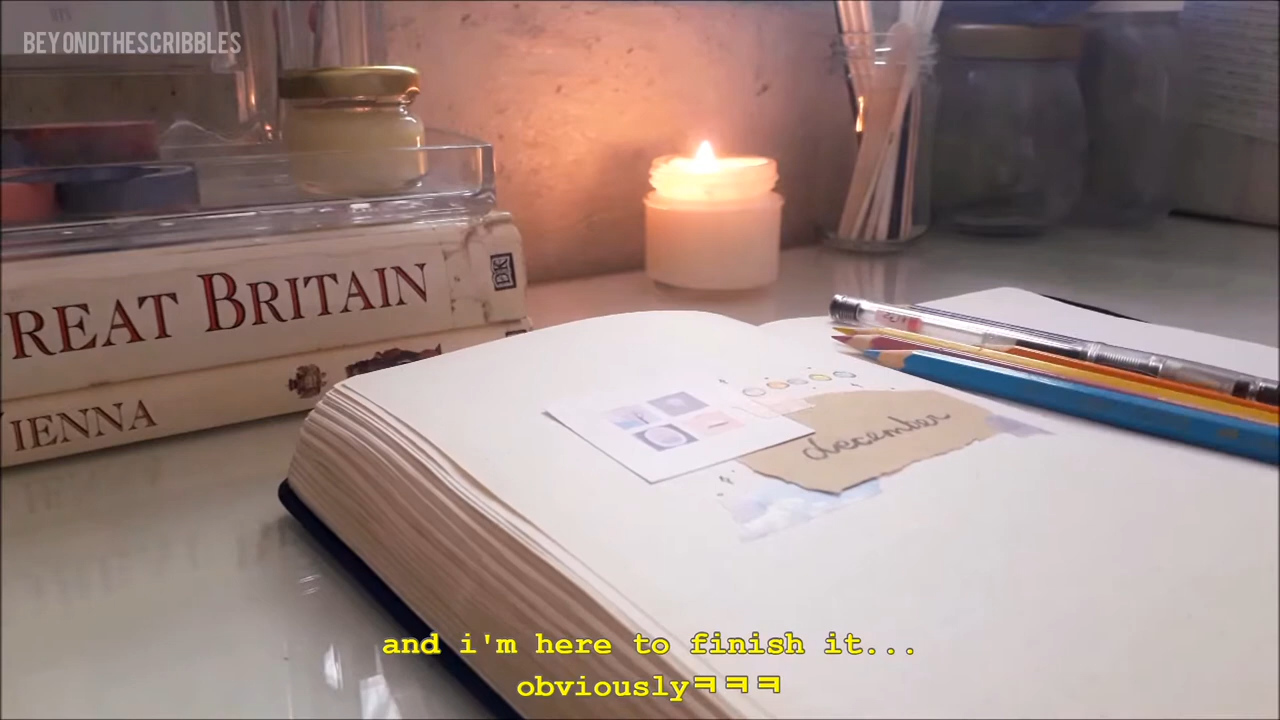 BEYONDTHESCRIBBLES
REAT BRITAIN
DK
IENNA
december
and i'm here to finish it...
obviouslyㅋㅋㅋ